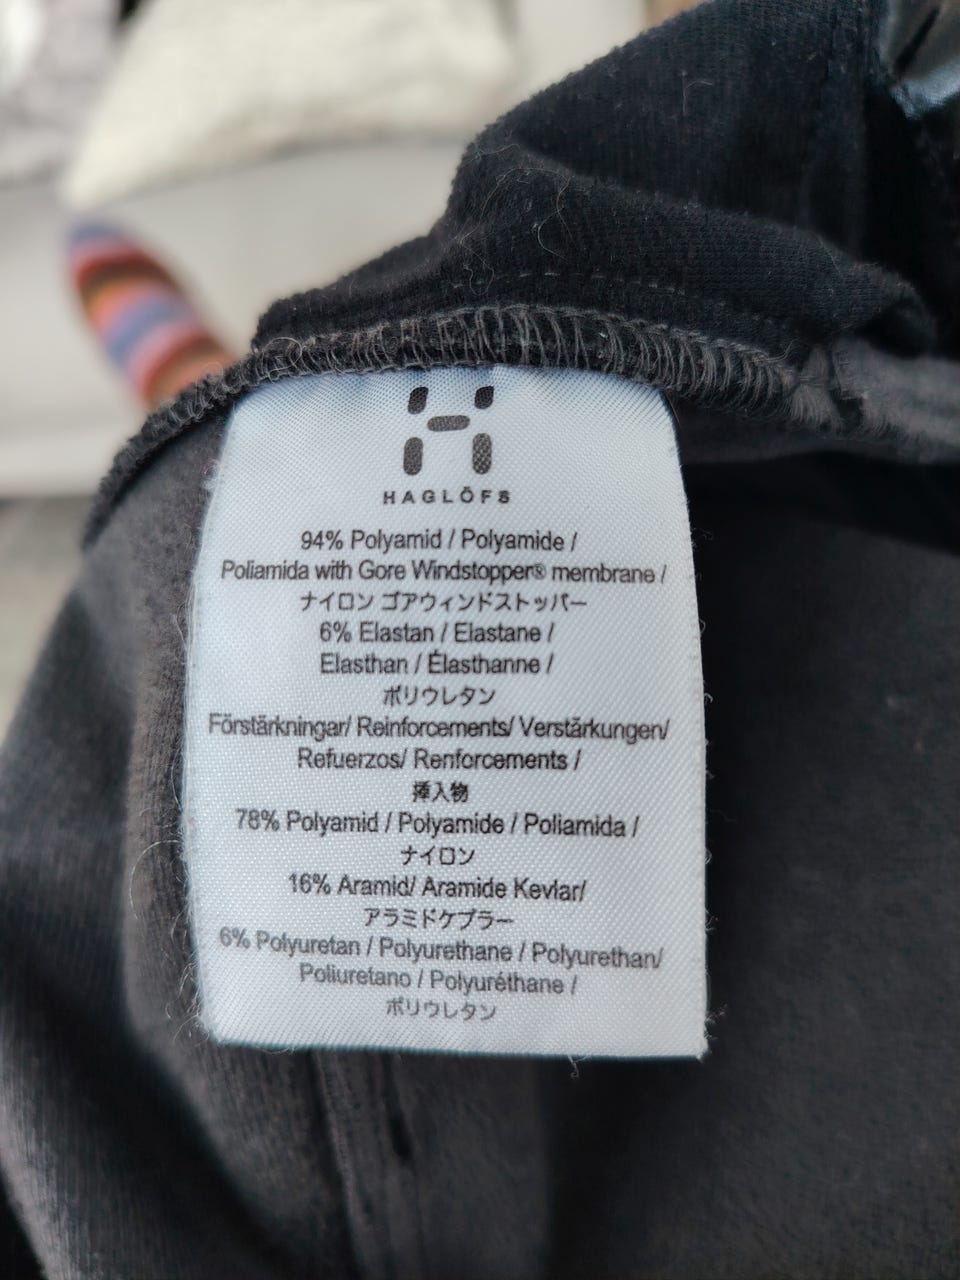 HAGLÖFS
94% Polyamid / Polyamide /
Poliamida with Gore Windstopper® membrane /
ナイロン ゴアウィンドストッパー
6% Elastan / Elastane /
Elasthan / Élasthanne /
ポリウレタン
Förstärkningar/ Reinforcements/ Verstärkungen/
Refuerzos/ Renforcements /
挿入物
78% Polyamid / Polyamide / Poliamida /
ナイロン
16% Aramid/ Aramide Kevlar/
アラミドケブラー
6% Polyuretan / Polyurethane / Polyurethan/
Poliuretano / Polyuréthane /
ポリウレタン